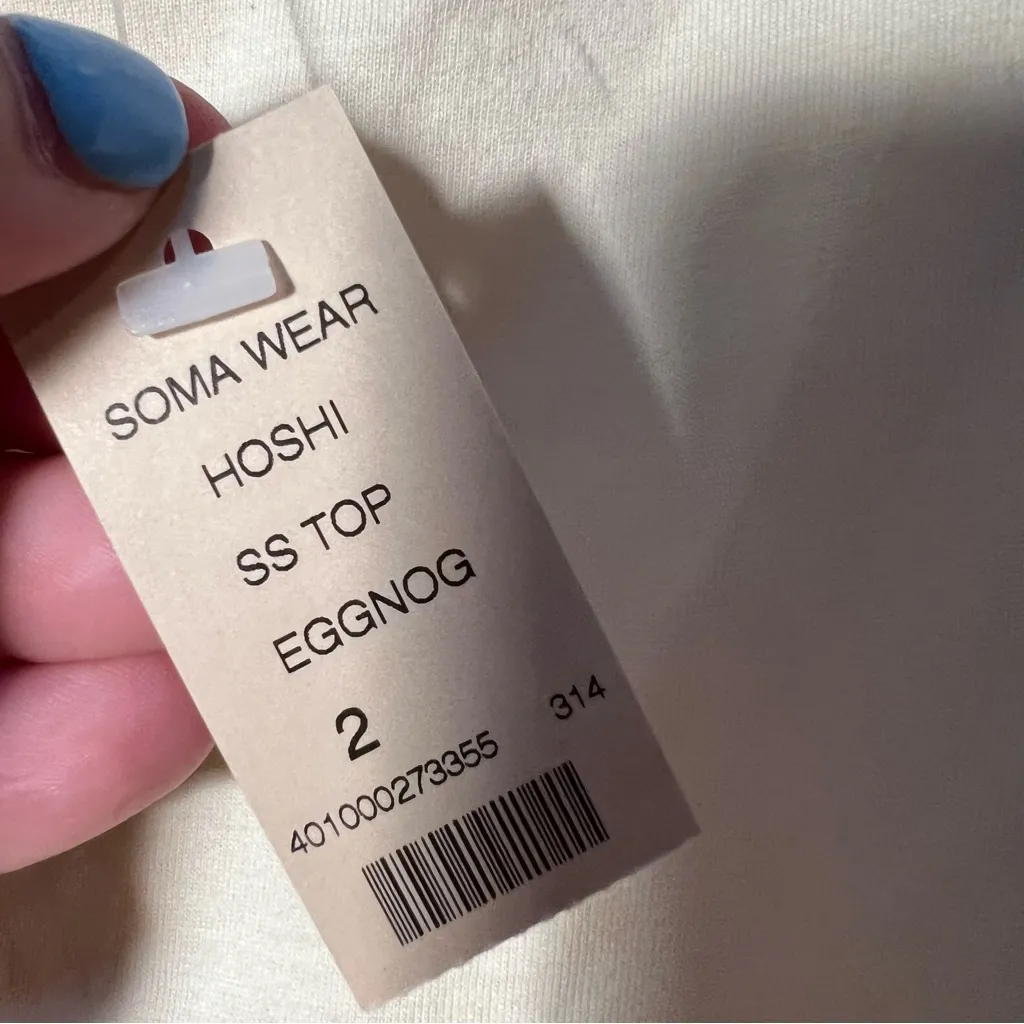 SOMA WEAR
HOSHI
SS TOP
EGGNOG
2
401000273355 314